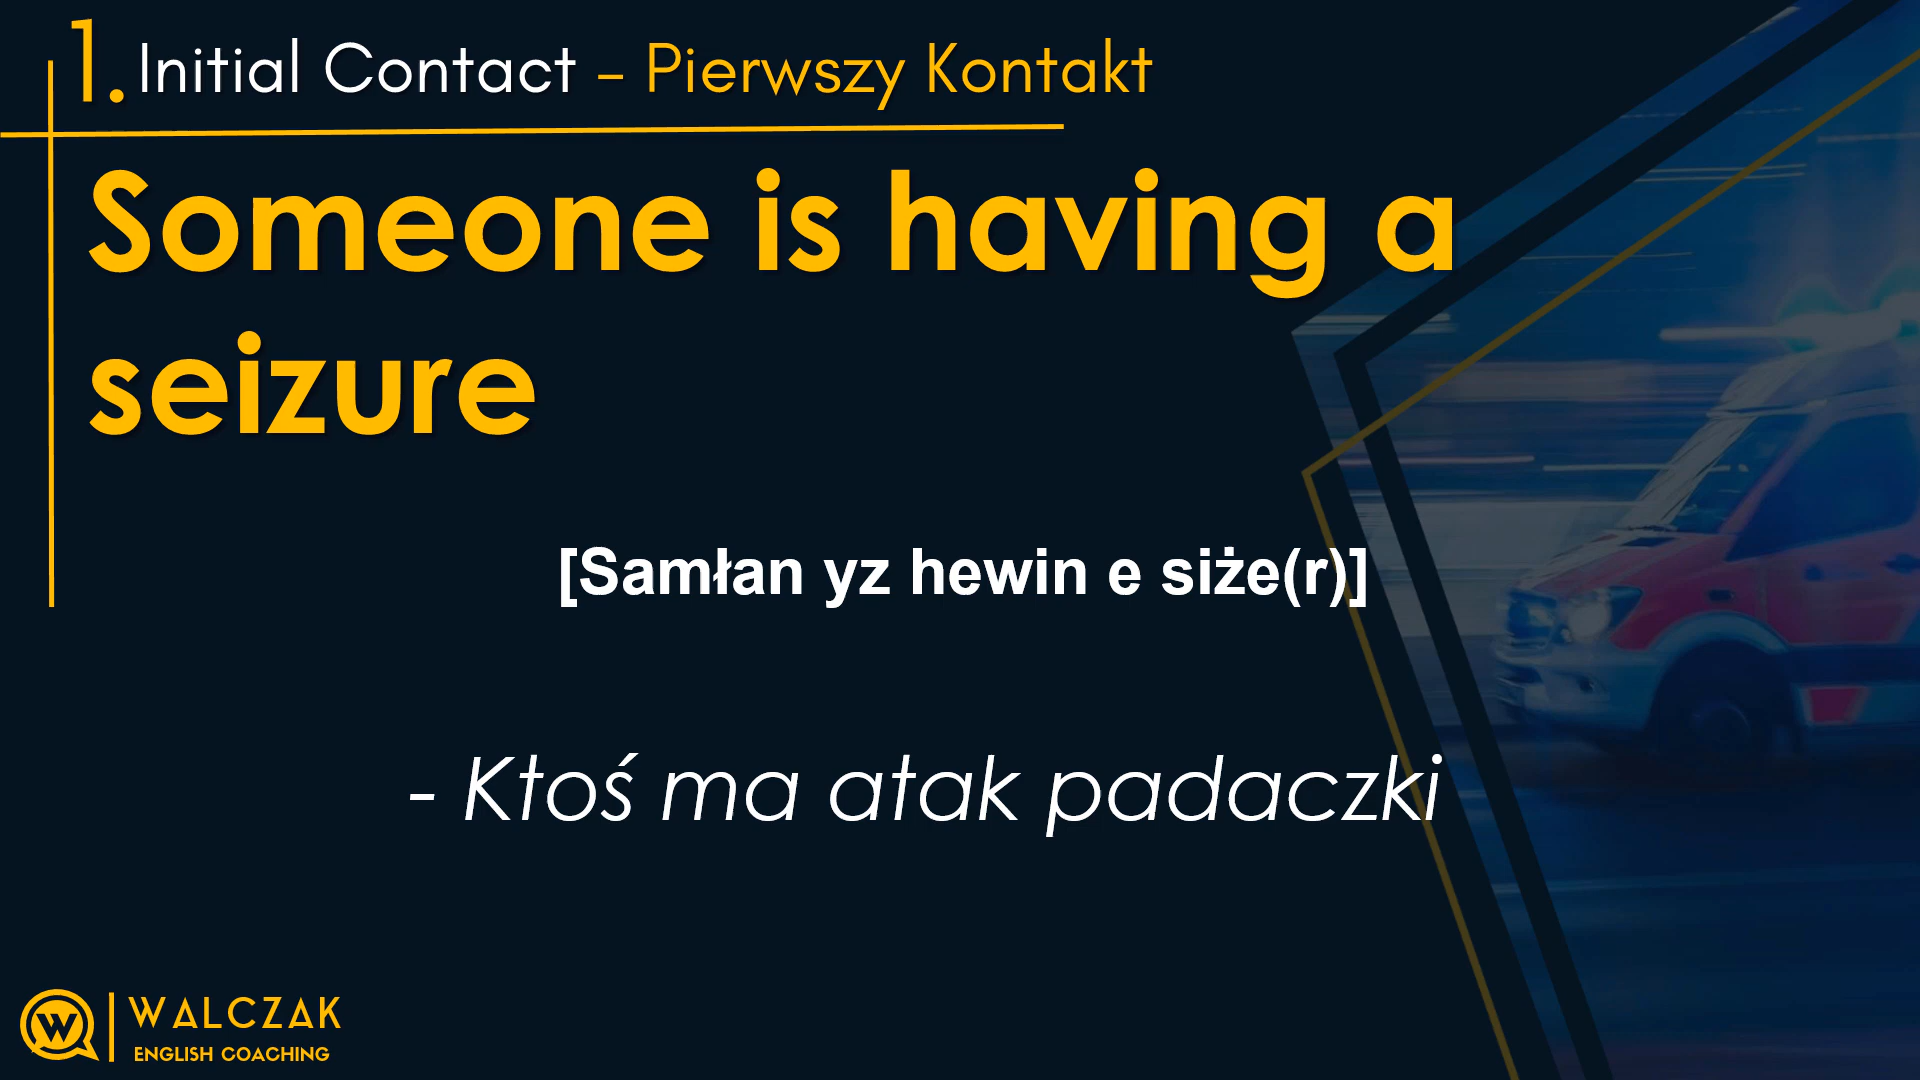 1. Initial Contact – Pierwszy Kontakt
Someone is having a
seizure
[Samłan yz hewin e siże(r)]
- Ktoś ma atak padaczki
W
WALCZAK
ENGLISH COACHING